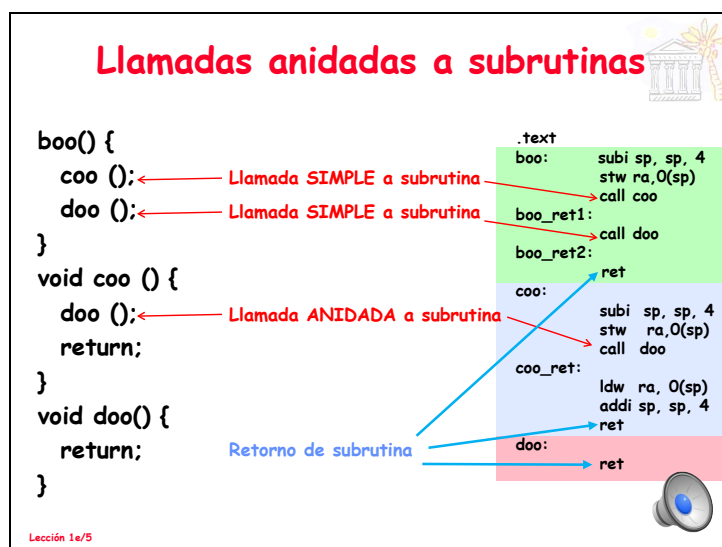 Llamadas anidadas a subrutinas
boo() {
coo ();
doo ();
}
void coo () {
doo ();
return;
}
void doo() {
return;
}
Llamada SIMPLE a subrutina
Llamada SIMPLE a subrutina
Llamada ANIDADA a subrutina
Retorno de subrutina
.text
boo: subi sp, sp, 4
stw ra,0(sp)
call coo
boo_ret1:
call doo
boo_ret2:
ret
coo:
subi sp, sp, 4
stw ra,0(sp)
call doo
coo_ret:
ldw ra, 0(sp)
addi sp, sp, 4
ret
doo:
ret
Lección 1e/5